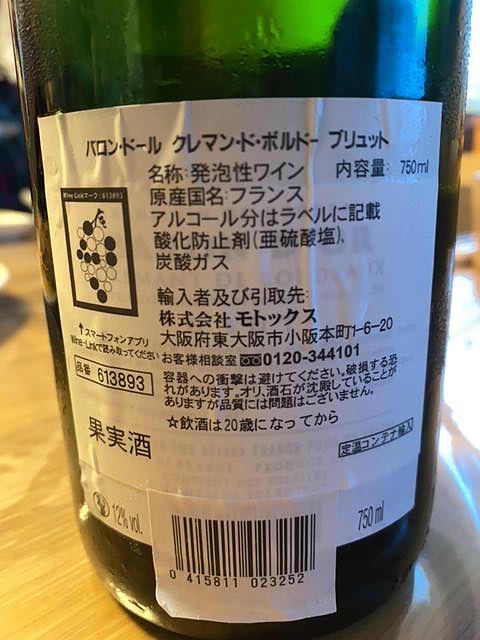 バロン・ドール クレマン・ド・ボルドー ブリュット
名称:発泡性ワイン 内容量: 750ml
原産国名:フランス
アルコール分はラベルに記載
酸化防止剤(亜硫酸塩)、
炭酸ガス
Wine Linkマーク:613893
↑スマートフォンアプリ
Wine-Linkで読み取ってください
品番 613893
輸入者及び引取先:
株式会社 モトックス
大阪府東大阪市小阪本町1-6-20
お客様相談室 0120-344101
容器への衝撃は避けてください。破損する恐
れがあります。オリ、酒石が沈殿していることが
ありますが品質には問題はございません。
☆飲酒は20歳になってから
果実酒
定温コンテナ輸入
12% vol.
750 ml
0 415811 023252